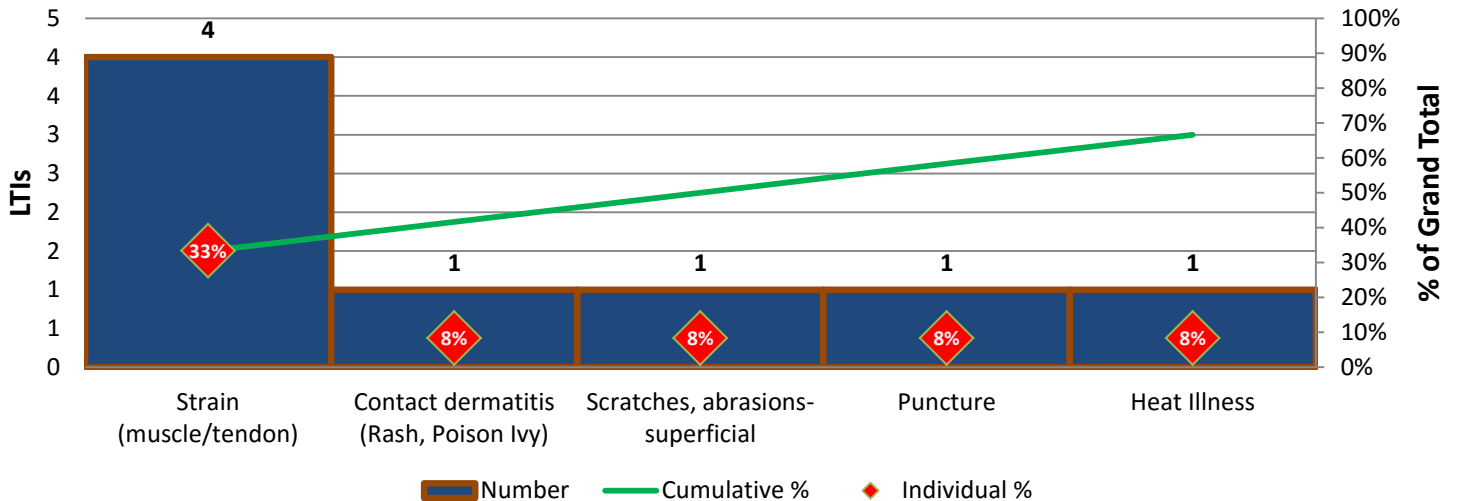 5
4
4
3
3
2
2
1
1
0
LTIs
4
1
1
1
1
33%
8%
8%
8%
8%
100%
90%
80%
70%
60%
50%
40%
30%
20%
10%
0%
% of Grand Total
Strain
(muscle/tendon)
Contact dermatitis
(Rash, Poison Ivy)
Scratches, abrasions-
superficial
Puncture
Heat Illness
Number
Cumulative %
Individual %